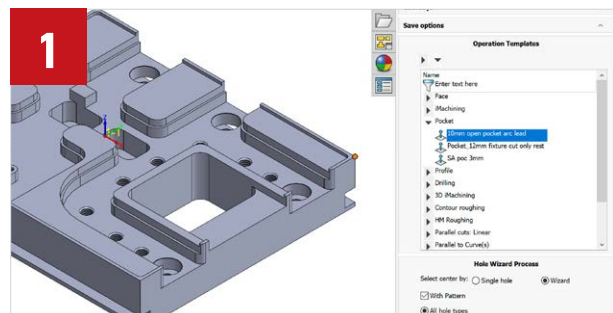 1
Save options
Operation Templates
Name
Enter text here
Face
iMachining
Pocket
10mm open pocket arc lead
Pocket_12mm fixture cut only rest
SA poc 3mm
Profile
Drilling
3D iMachining
Contour roughing
HM Roughing
Parallel cuts: Linear
Parallel to Curve(s)
Hole Wizard Process
Select center by: Single hole Wizard
With Pattern
All hole types